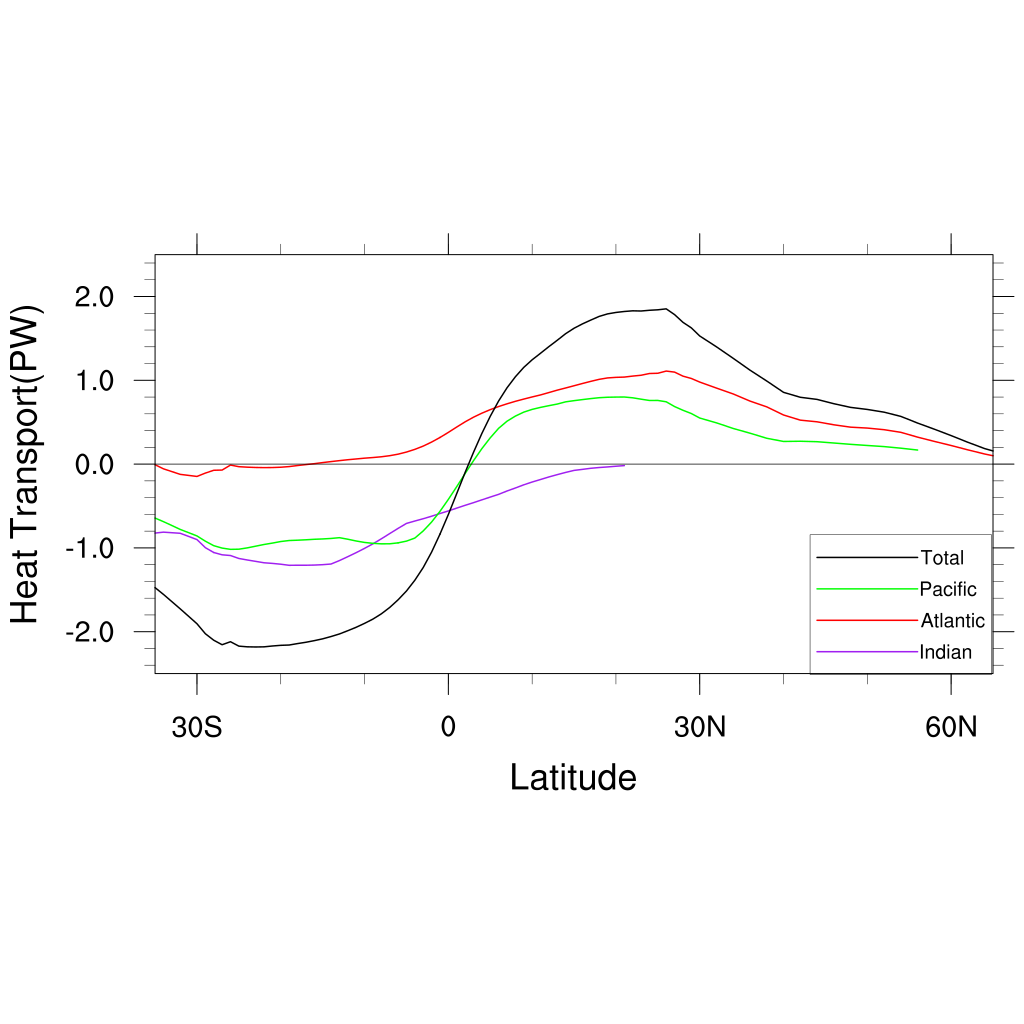 Heat Transport(PW)
2.0
1.0
0.0
-1.0
-2.0
Total
Pacific
Atlantic
Indian
30S 0 30N 60N
Latitude